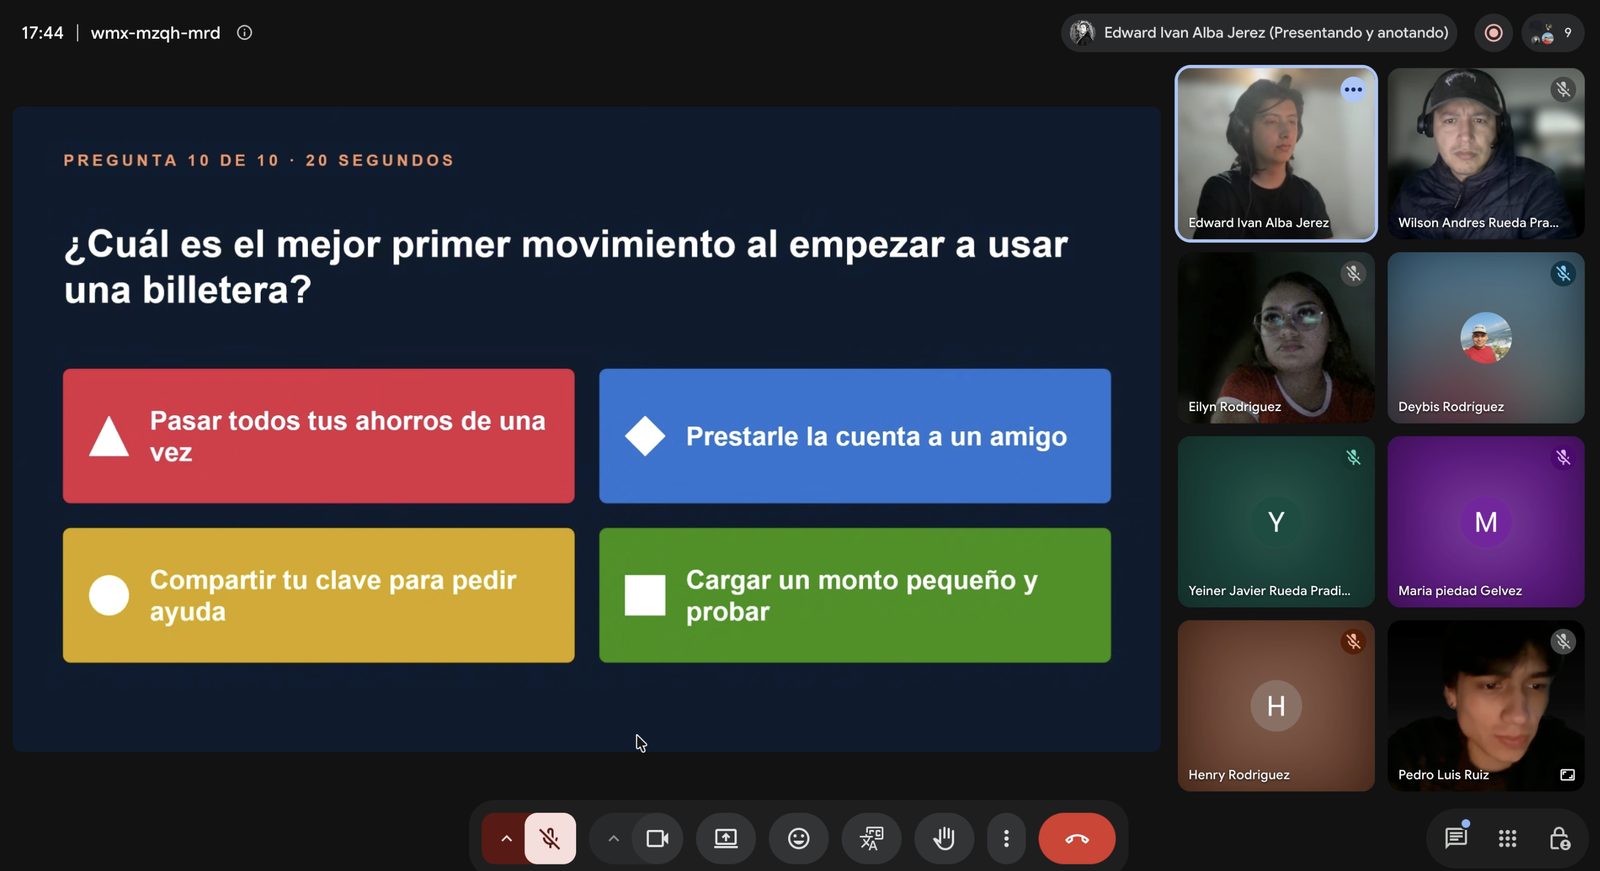 17:44 | wmx-mzqh-mrd
Edward Ivan Alba Jerez (Presentando y anotando)
9
PREGUNTA 10 DE 10 · 20 SEGUNDOS
¿Cuál es el mejor primer movimiento al empezar a usar
una billetera?
Pasar todos tus ahorros de una
vez
Prestarle la cuenta a un amigo
Compartir tu clave para pedir
ayuda
Cargar un monto pequeño y
probar
Edward Ivan Alba Jerez
Wilson Andres Rueda Pra...
Eilyn Rodriguez
Deybis Rodríguez
Y
Yeiner Javier Rueda Pradi...
M
Maria piedad Gelvez
H
Henry Rodriguez
Pedro Luis Ruiz